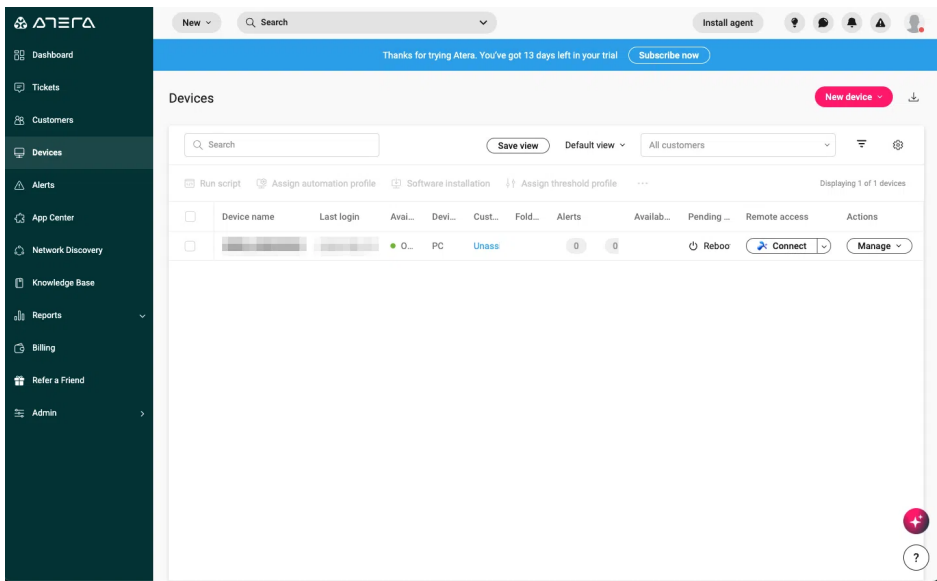 ATERA
New
Search
Install agent
Thanks for trying Atera. You've got 13 days left in your trial
Subscribe now
Dashboard
Tickets
Customers
Devices
Alerts
App Center
Network Discovery
Knowledge Base
Reports
Billing
Refer a Friend
Admin
Devices
New device
Search
Save view
Default view
All customers
Run script
Assign automation profile
Software installation
Assign threshold profile
...
Displaying 1 of 1 devices
Device name Last login Avai... Devi... Cust... Fold... Alerts Availab... Pending ... Remote access Actions
O... PC Unass 0 0 Reboo Connect Manage
?